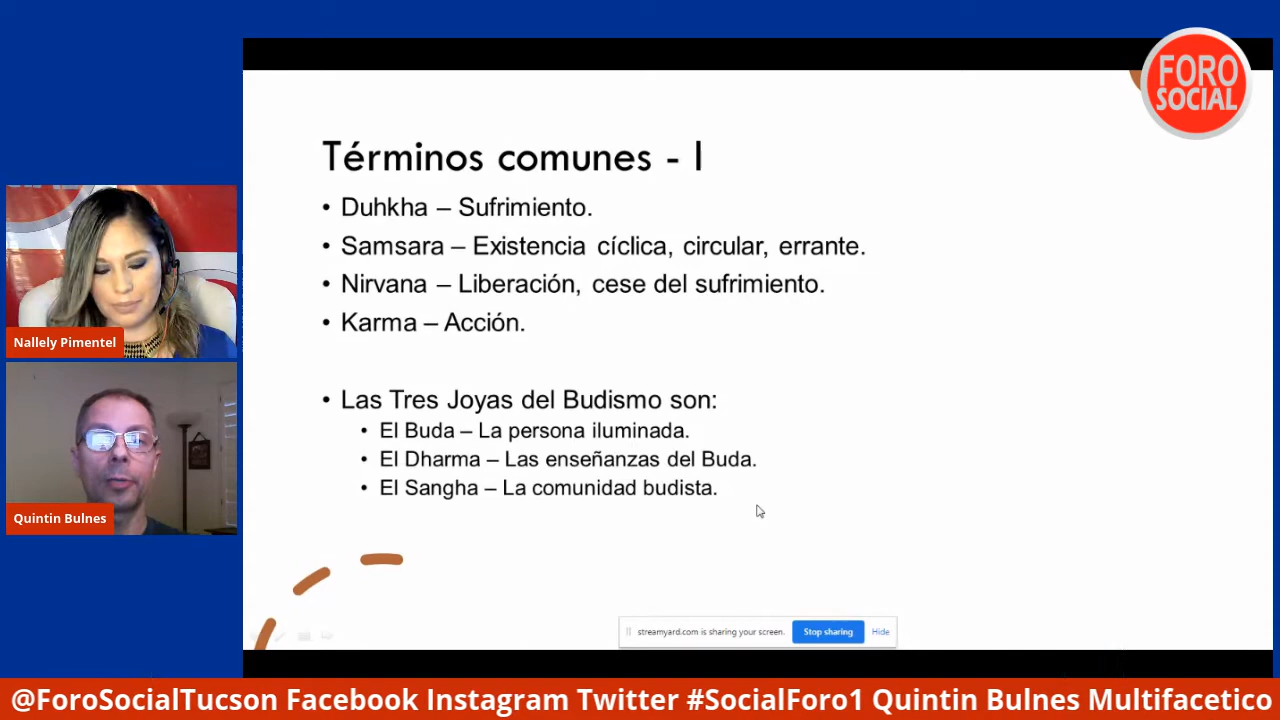 FORO
SOCIAL
Términos comunes - I
• Duhkha – Sufrimiento.
• Samsara – Existencia cíclica, circular, errante.
• Nirvana – Liberación, cese del sufrimiento.
• Karma – Acción.
• Las Tres Joyas del Budismo son:
• El Buda – La persona iluminada.
• El Dharma – Las enseñanzas del Buda.
• El Sangha – La comunidad budista.
Nallely Pimentel
Quintin Bulnes
streamyard.com is sharing your screen. Stop sharing Hide
@ForoSocialTucson Facebook Instagram Twitter #SocialForo1 Quintin Bulnes Multifacetico